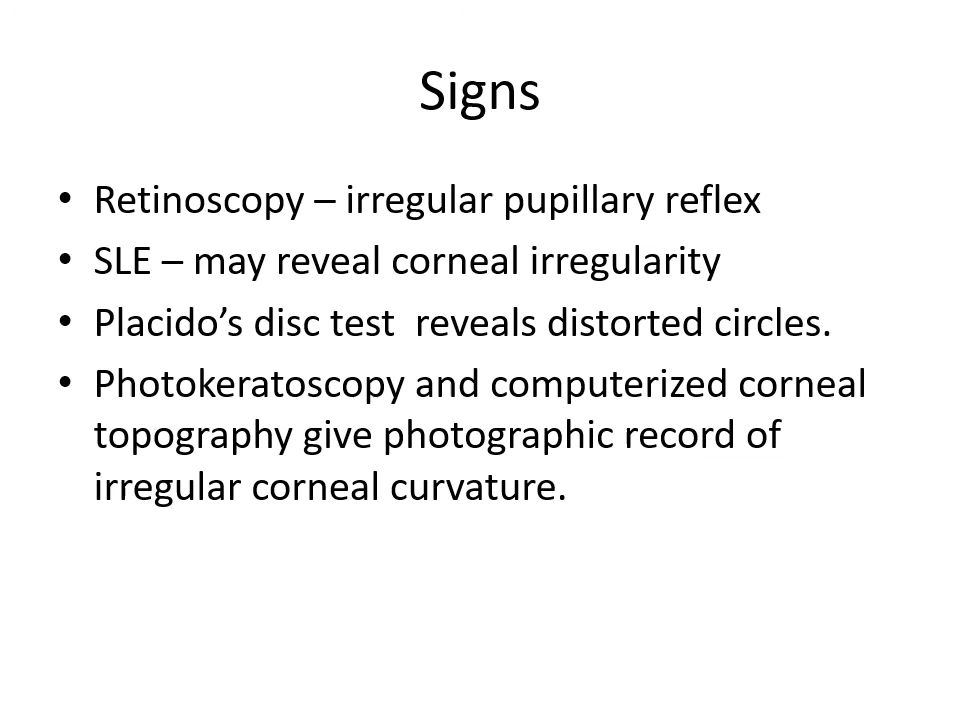 Signs
• Retinoscopy – irregular pupillary reflex
• SLE – may reveal corneal irregularity
• Placido’s disc test  reveals distorted circles.
• Photokeratoscopy and computerized corneal
topography give photographic record of
irregular corneal curvature.